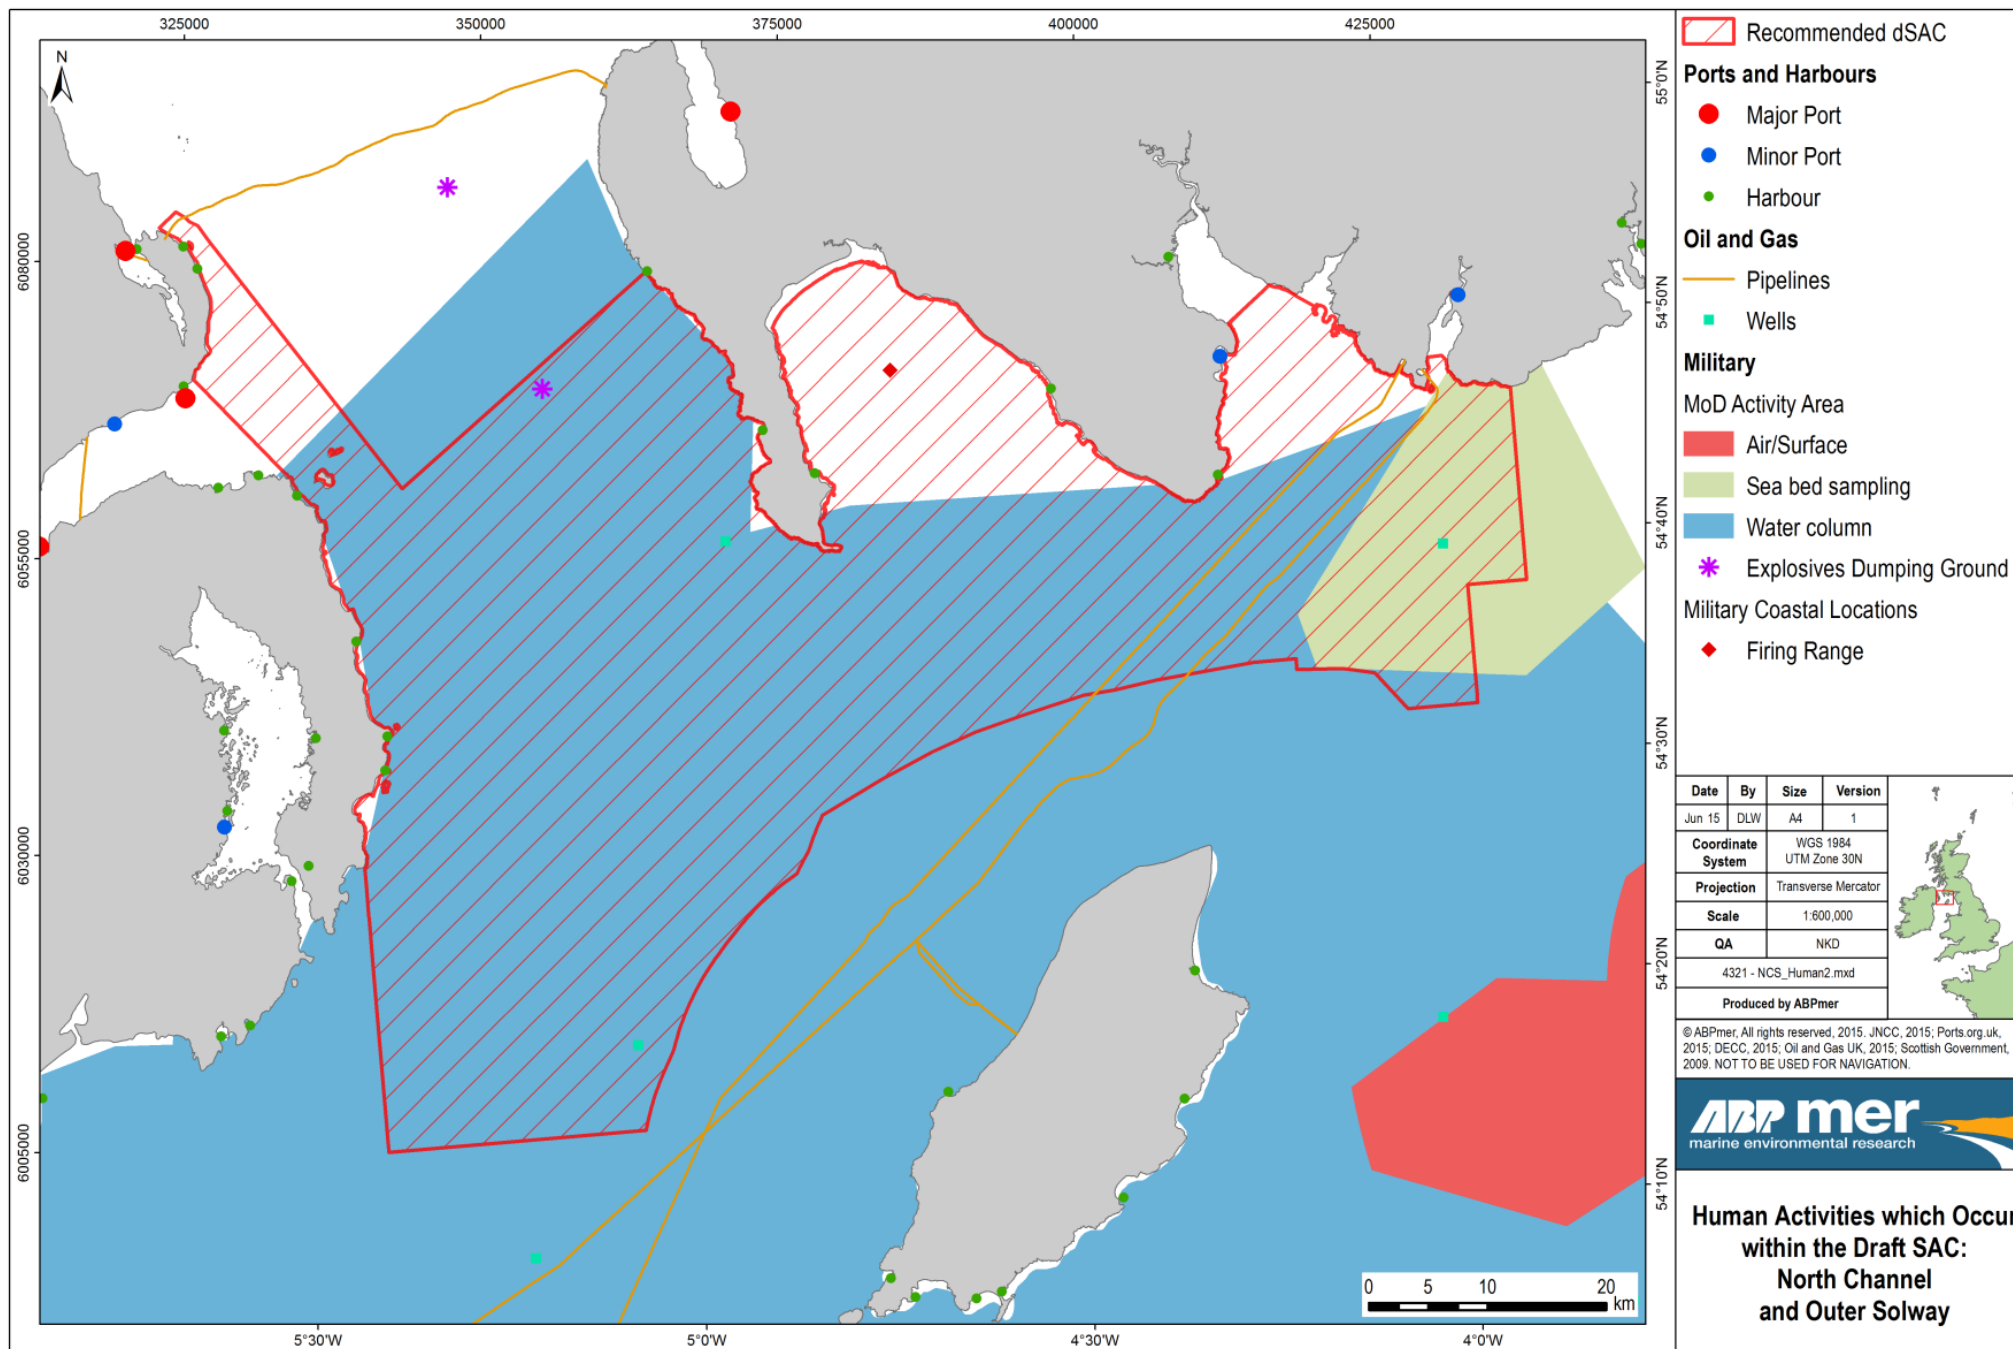 325000
350000
375000
400000
425000
N
6080000
6055000
6030000
6005000
55°0'N
54°50'N
54°40'N
54°30'N
54°20'N
54°10'N
5°30'W
5°0'W
4°30'W
4°0'W
0 5 10 20
km
Recommended dSAC
Ports and Harbours
Major Port
Minor Port
Harbour
Oil and Gas
Pipelines
Wells
Military
MoD Activity Area
Air/Surface
Sea bed sampling
Water column
Explosives Dumping Ground
Military Coastal Locations
Firing Range
Date By Size Version
Jun 15 DLW A4 1
Coordinate System WGS 1984 UTM Zone 30N
Projection Transverse Mercator
Scale 1:600,000
QA NKD
4321 - NCS_Human2.mxd
Produced by ABPmer
© ABPmer, All rights reserved, 2015. JNCC, 2015; Ports.org.uk,
2015; DECC, 2015; Oil and Gas UK, 2015; Scottish Government,
2009. NOT TO BE USED FOR NAVIGATION.
ABP mer
marine environmental research
Human Activities which Occur
within the Draft SAC:
North Channel
and Outer Solway